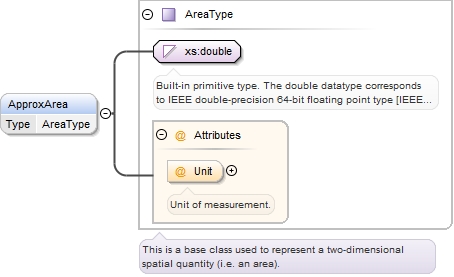 AreaType
xs:double
Built-in primitive type. The double datatype corresponds
to IEEE double-precision 64-bit floating point type [IEEE...
ApproxArea
Type AreaType
@ Attributes
@ Unit
Unit of measurement.
This is a base class used to represent a two-dimensional
spatial quantity (i.e. an area).